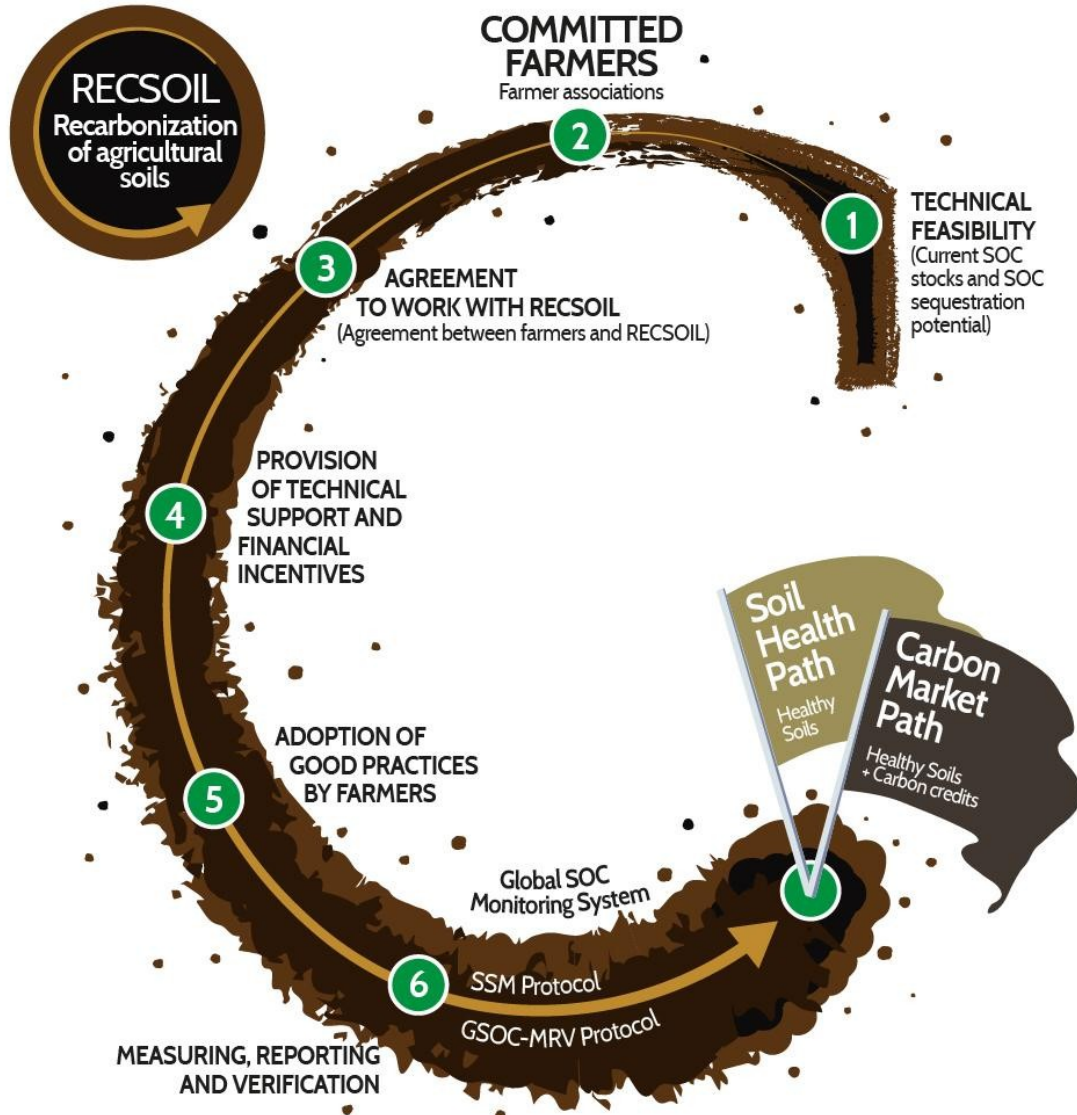 RECSOIL
Recarbonization
of agricultural
soils
COMMITTED
FARMERS
Farmer associations
2
1
TECHNICAL
FEASIBILITY
(Current SOC
stocks and SOC
sequestration
potential)
3
AGREEMENT
TO WORK WITH RECSOIL
(Agreement between farmers and RECSOIL)
4
PROVISION
OF TECHNICAL
SUPPORT AND
FINANCIAL
INCENTIVES
5
ADOPTION OF
GOOD PRACTICES
BY FARMERS
6
MEASURING, REPORTING
AND VERIFICATION
Global SOC
Monitoring System
SSM Protocol
GSOC-MRV Protocol
Soil
Health
Path
Healthy
Soils
Carbon
Market
Path
Healthy Soils
+ Carbon credits